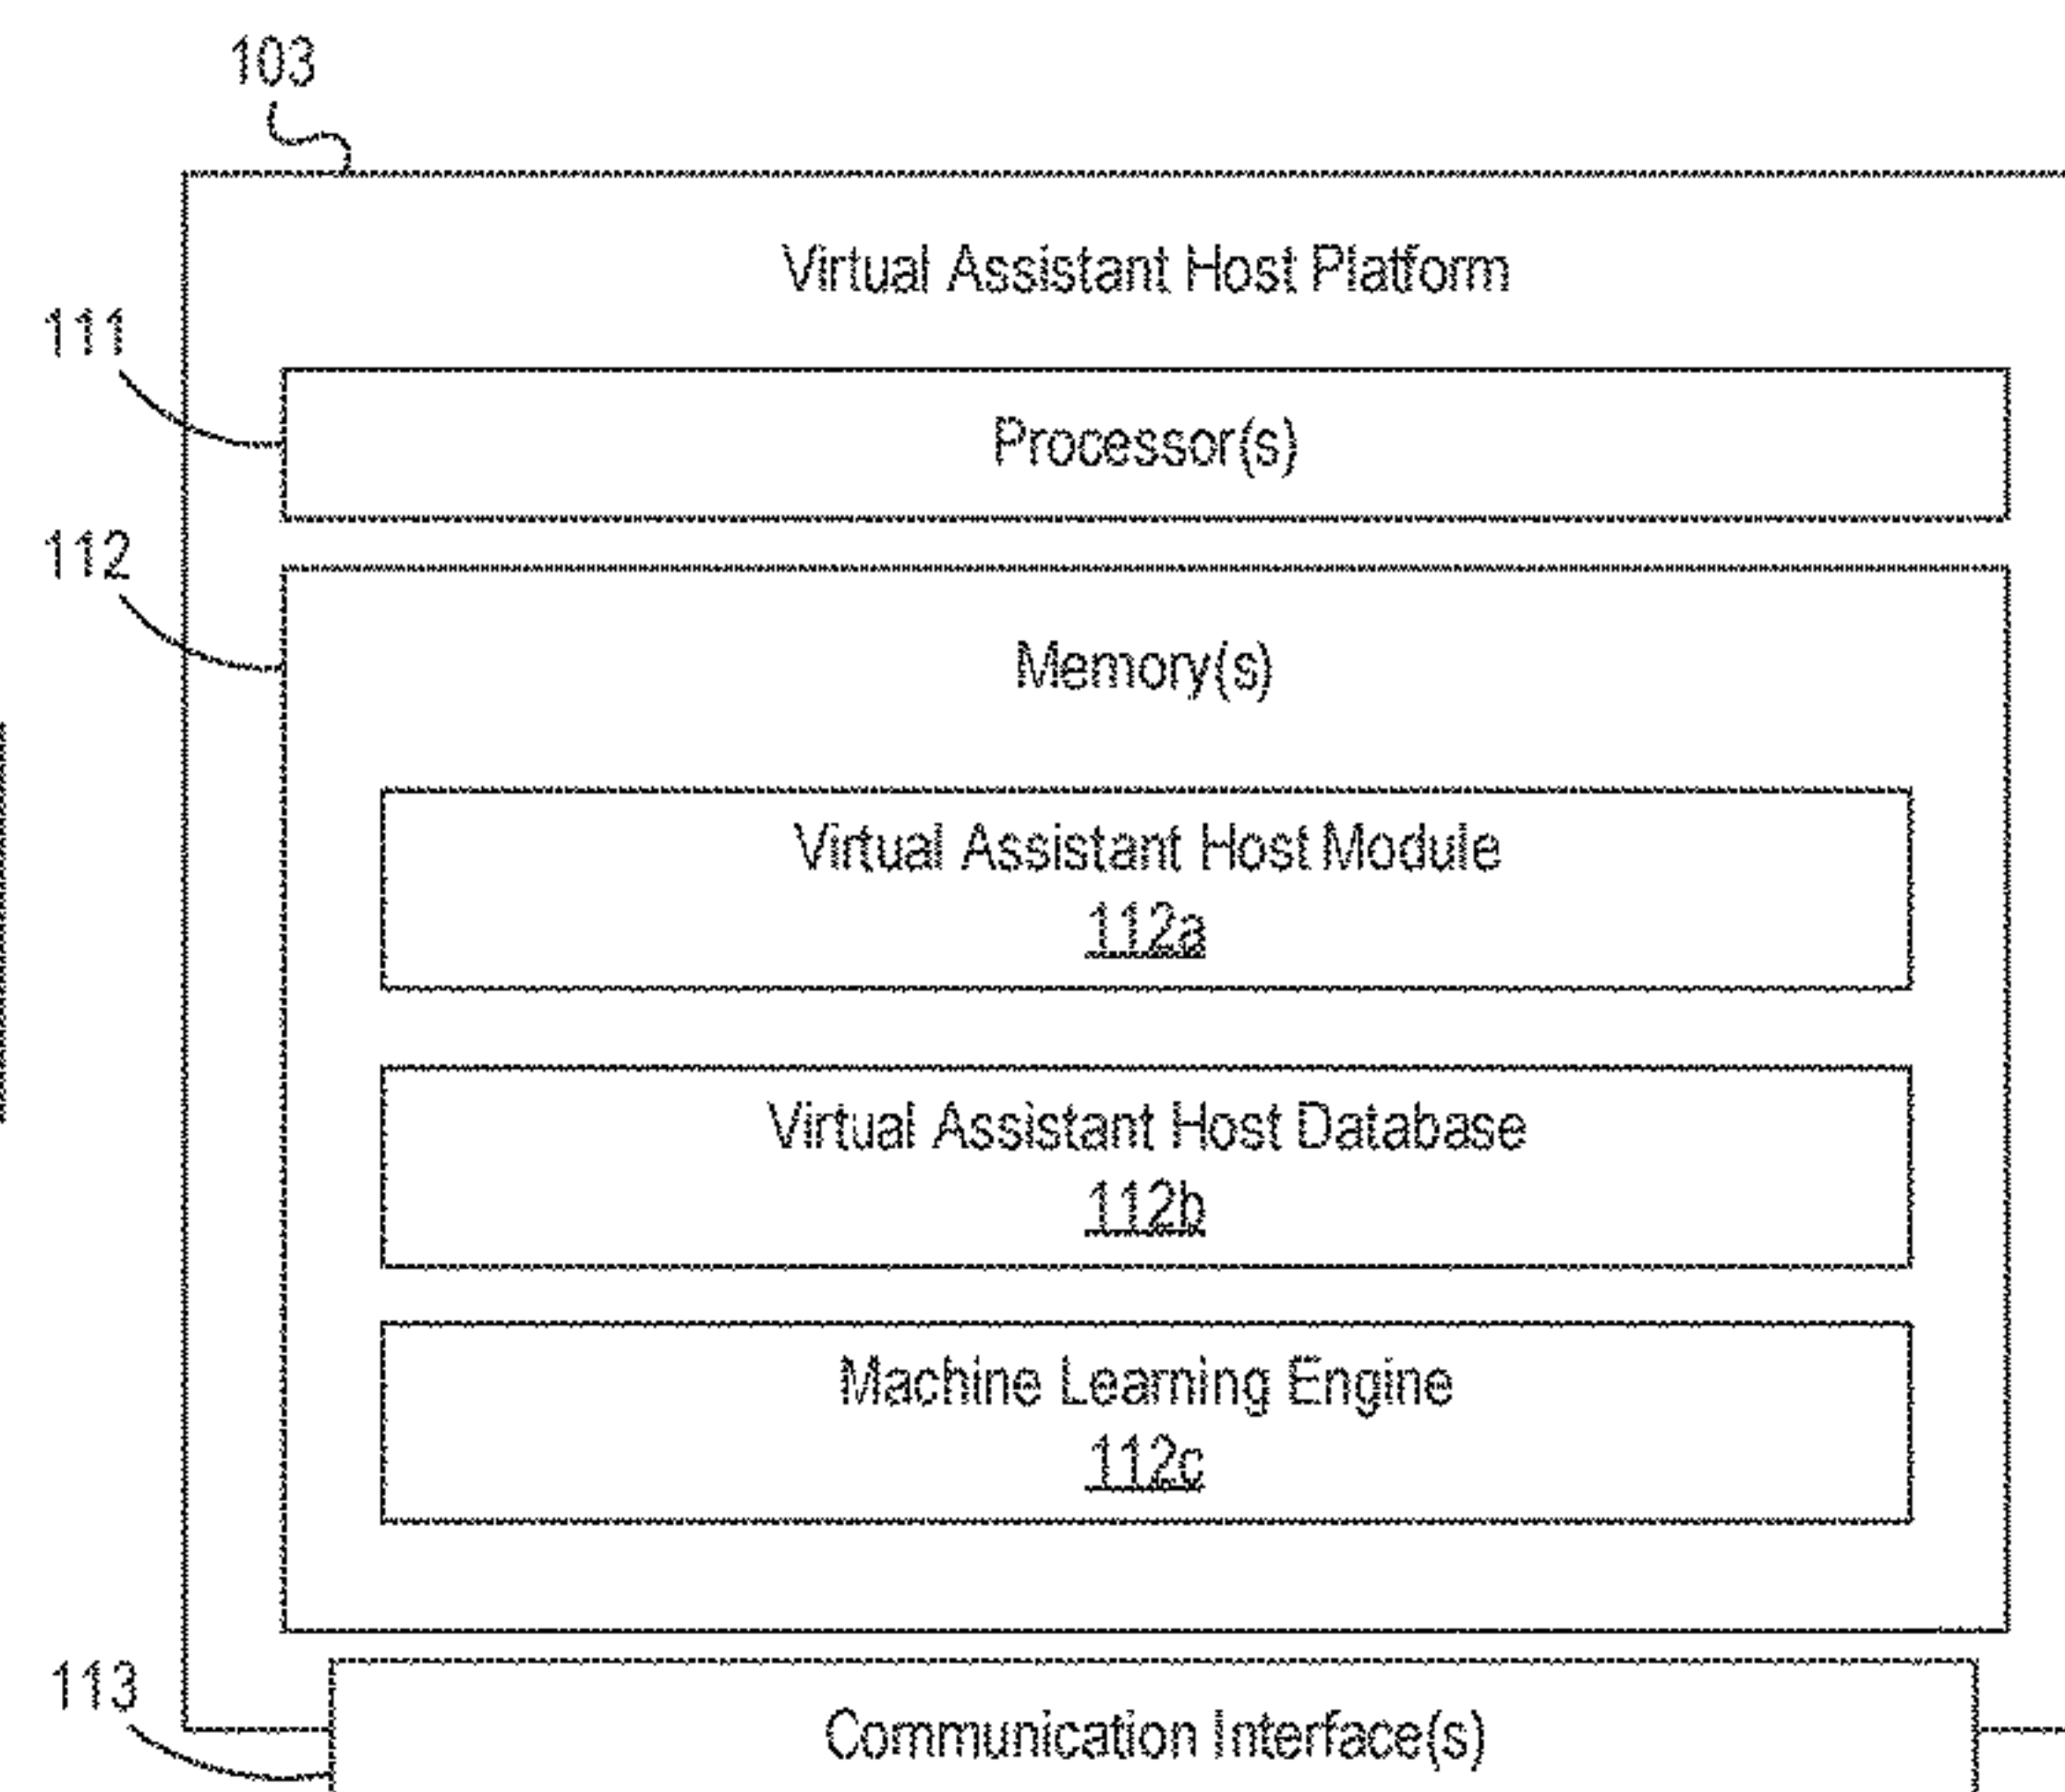 103
Virtual Assistant Host Platform
111
Processor(s)
112
Memory(s)
Virtual Assistant Host Module
112a
Virtual Assistant Host Database
112b
Machine Learning Engine
112c
113
Communication Interface(s)